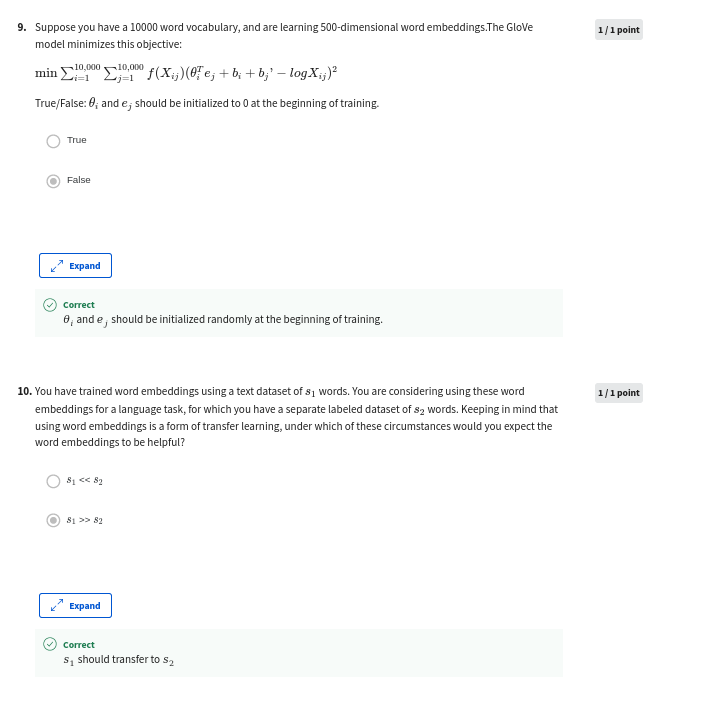 9. Suppose you have a 10000 word vocabulary, and are learning 500-dimensional word embeddings.The GloVe
1 / 1 point
model minimizes this objective:
min ∑_{i=1}^{10,000} ∑_{j=1}^{10,000} f(X_{ij})(θ_i^T e_j + b_i + b_j' − logX_{ij})^2
True/False: θ_i and e_j should be initialized to 0 at the beginning of training.
True
False
Expand
Correct
θ_i and e_j should be initialized randomly at the beginning of training.
10. You have trained word embeddings using a text dataset of s_1 words. You are considering using these word
1 / 1 point
embeddings for a language task, for which you have a separate labeled dataset of s_2 words. Keeping in mind that
using word embeddings is a form of transfer learning, under which of these circumstances would you expect the
word embeddings to be helpful?
s_1 << s_2
s_1 >> s_2
Expand
Correct
s_1 should transfer to s_2